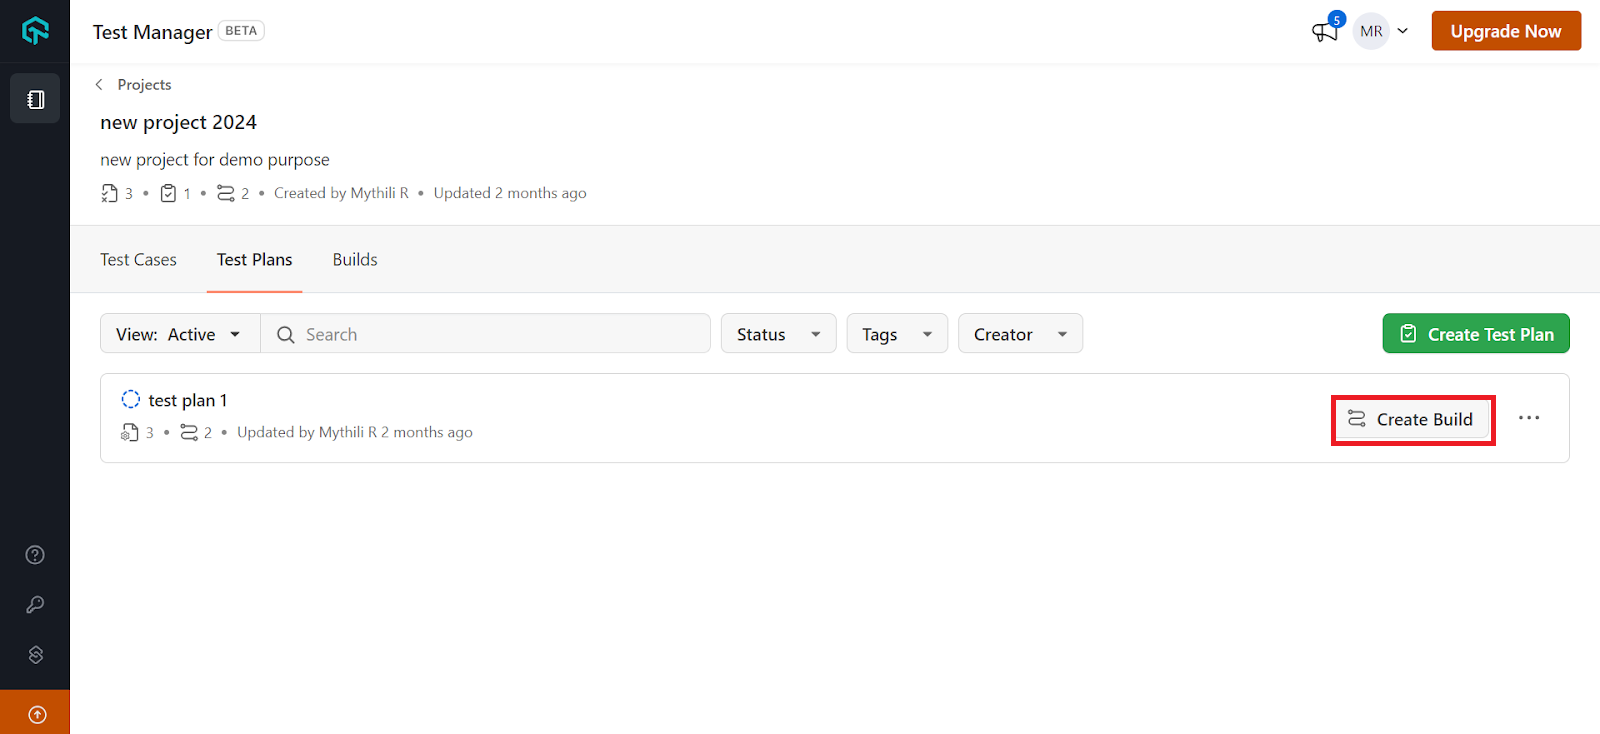 Test Manager BETA
5
MR
Upgrade Now
Projects
new project 2024
new project for demo purpose
3 • 1 • 2 • Created by Mythili R • Updated 2 months ago
Test Cases Test Plans Builds
View: Active Search Status Tags Creator Create Test Plan
test plan 1
3 • 2 • Updated by Mythili R 2 months ago
Create Build